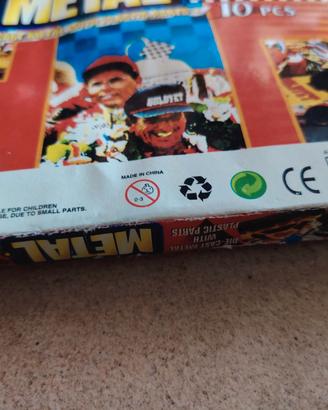 METAL
10 PCS
MADE IN CHINA
0-3
CE
LE FOR CHILDREN
SE, DUE TO SMALL PARTS.
METAL
DIE-CAST METAL
WITH
PLASTIC PARTS